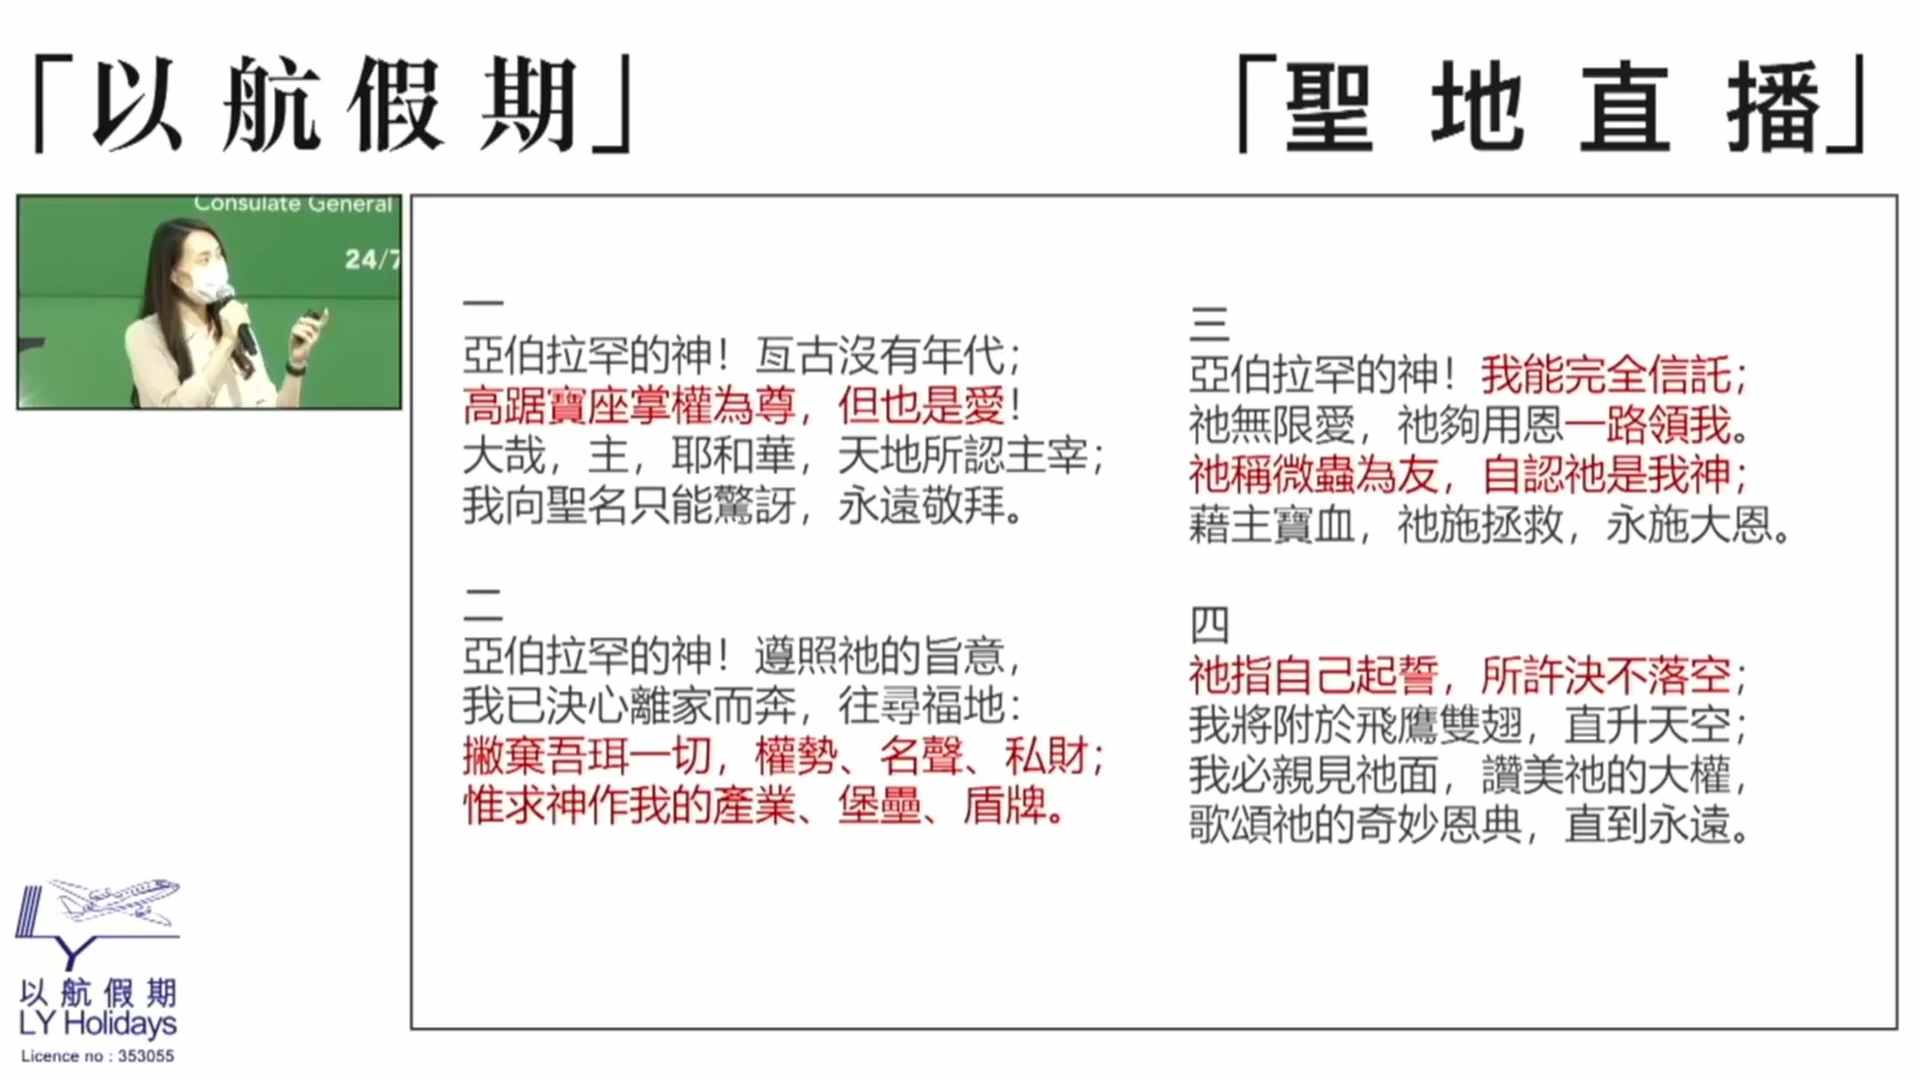 「以航假期」
「聖地直播」
Consulate General
24/7
一
亞伯拉罕的神！亙古沒有年代；
高踞寶座掌權為尊，但也是愛！
大哉，主，耶和華，天地所認主宰；
我向聖名只能驚訝，永遠敬拜。
二
亞伯拉罕的神！遵照祂的旨意，
我已決心離家而奔，往尋福地：
撇棄吾珥一切，權勢、名聲、私財；
惟求神作我的產業、堡壘、盾牌。
三
亞伯拉罕的神！我能完全信託；
祂無限愛，祂夠用恩一路領我。
祂稱微蟲為友，自認祂是我神；
藉主寶血，祂施拯救，永施大恩。
四
祂指自己起誓，所許決不落空；
我將附於飛鷹雙翅，直升天空；
我必親見祂面，讚美祂的大權，
歌頌祂的奇妙恩典，直到永遠。
以航假期
LY Holidays
Licence no : 353055